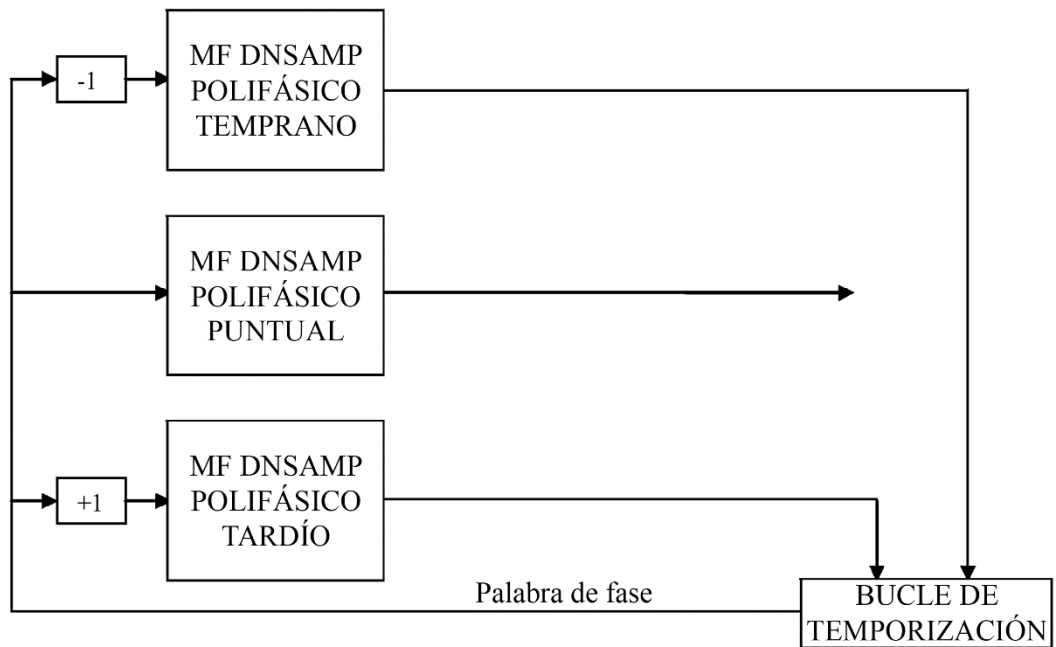 -1
MF DNSAMP
POLIFÁSICO
TEMPRANO
MF DNSAMP
POLIFÁSICO
PUNTUAL
+1
MF DNSAMP
POLIFÁSICO
TARDÍO
Palabra de fase
BUCLE DE
TEMPORIZACIÓN